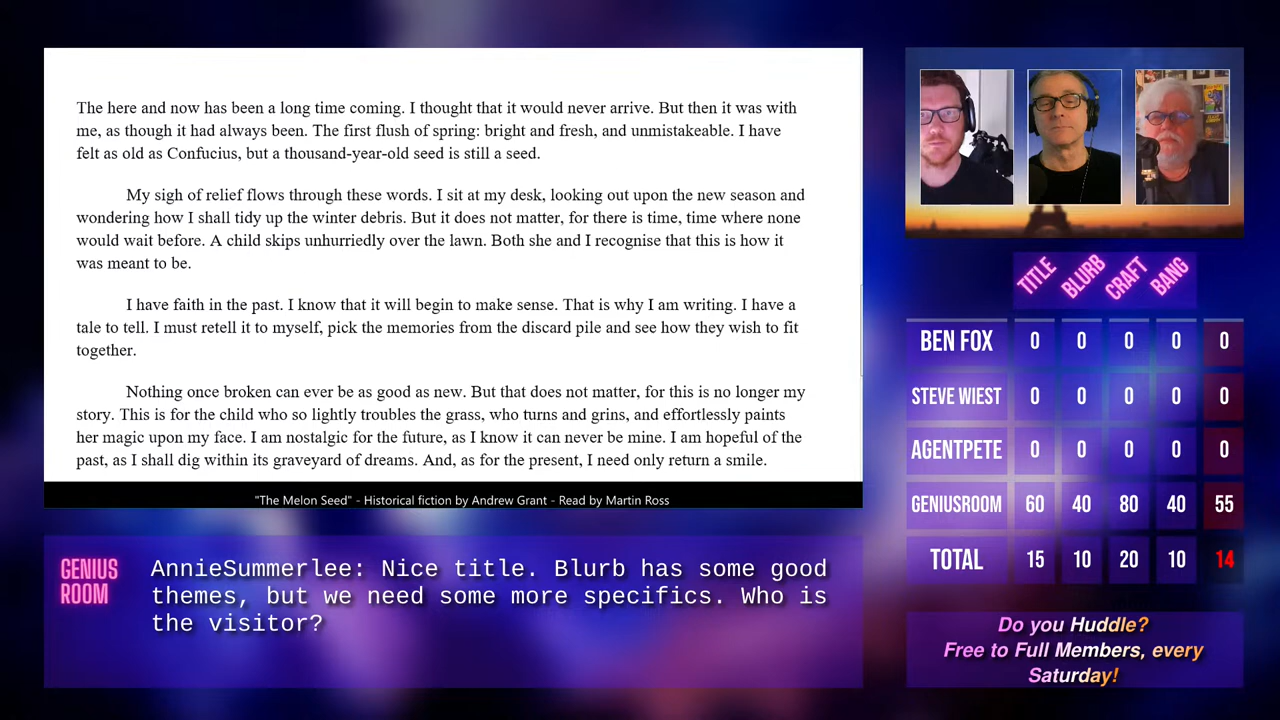 The here and now has been a long time coming. I thought that it would never arrive. But then it was with
me, as though it had always been. The first flush of spring: bright and fresh, and unmistakeable. I have
felt as old as Confucius, but a thousand-year-old seed is still a seed.
My sigh of relief flows through these words. I sit at my desk, looking out upon the new season and
wondering how I shall tidy up the winter debris. But it does not matter, for there is time, time where none
would wait before. A child skips unhurriedly over the lawn. Both she and I recognise that this is how it
was meant to be.
I have faith in the past. I know that it will begin to make sense. That is why I am writing. I have a
tale to tell. I must retell it to myself, pick the memories from the discard pile and see how they wish to fit
together.
Nothing once broken can ever be as good as new. But that does not matter, for this is no longer my
story. This is for the child who so lightly troubles the grass, who turns and grins, and effortlessly paints
her magic upon my face. I am nostalgic for the future, as I know it can never be mine. I am hopeful of the
past, as I shall dig within its graveyard of dreams. And, as for the present, I need only return a smile.
"The Melon Seed" - Historical fiction by Andrew Grant - Read by Martin Ross
GENIUS
ROOM
AnnieSummerlee: Nice title. Blurb has some good
themes, but we need some more specifics. Who is
the visitor?
TITLE BLURB CRAFT BANG
BEN FOX 0 0 0 0 0
STEVE WIEST 0 0 0 0 0
AGENTPETE 0 0 0 0 0
GENIUSROOM 60 40 80 40 55
TOTAL 15 10 20 10 14
Do you Huddle?
Free to Full Members, every
Saturday!